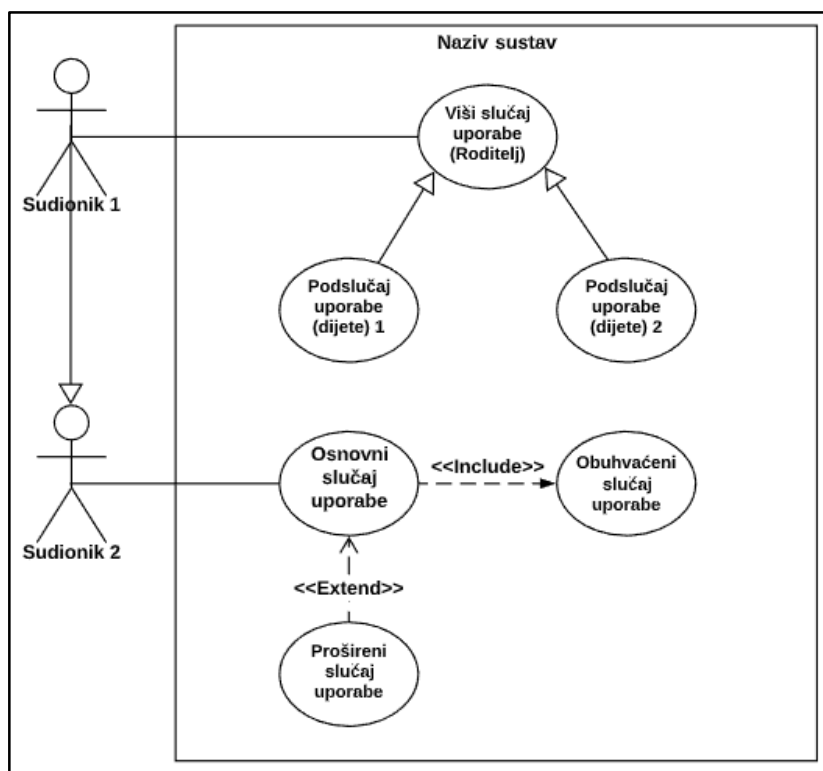 Naziv sustav
Viši slučaj
uporabe
(Roditelj)
Sudionik 1
Podslučaj
uporabe
(dijete) 1
Podslučaj
uporabe
(dijete) 2
Osnovni
slučaj
uporabe
<<Include>>
Obuhvaćeni
slučaj
uporabe
Sudionik 2
<<Extend>>
Prošireni
slučaj
uporabe